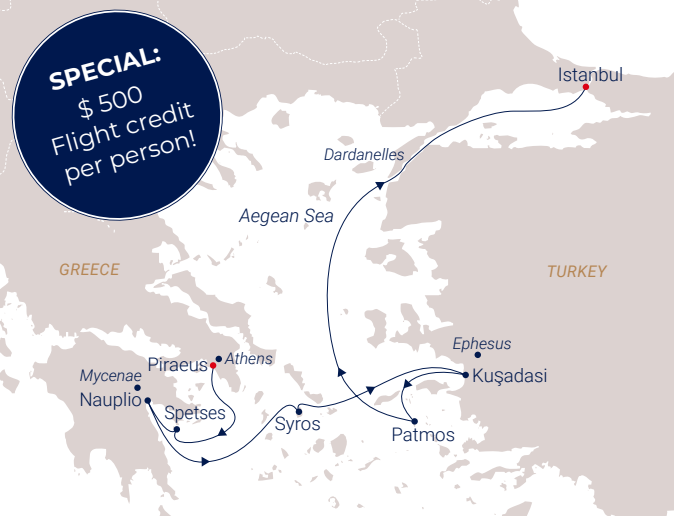 SPECIAL:
$ 500
Flight credit
per person!
Istanbul
Dardanelles
Aegean Sea
GREECE
TURKEY
Ephesus
Athens
Piraeus
Mycenae
Kuşadasi
Nauplio
Spetses
Syros
Patmos